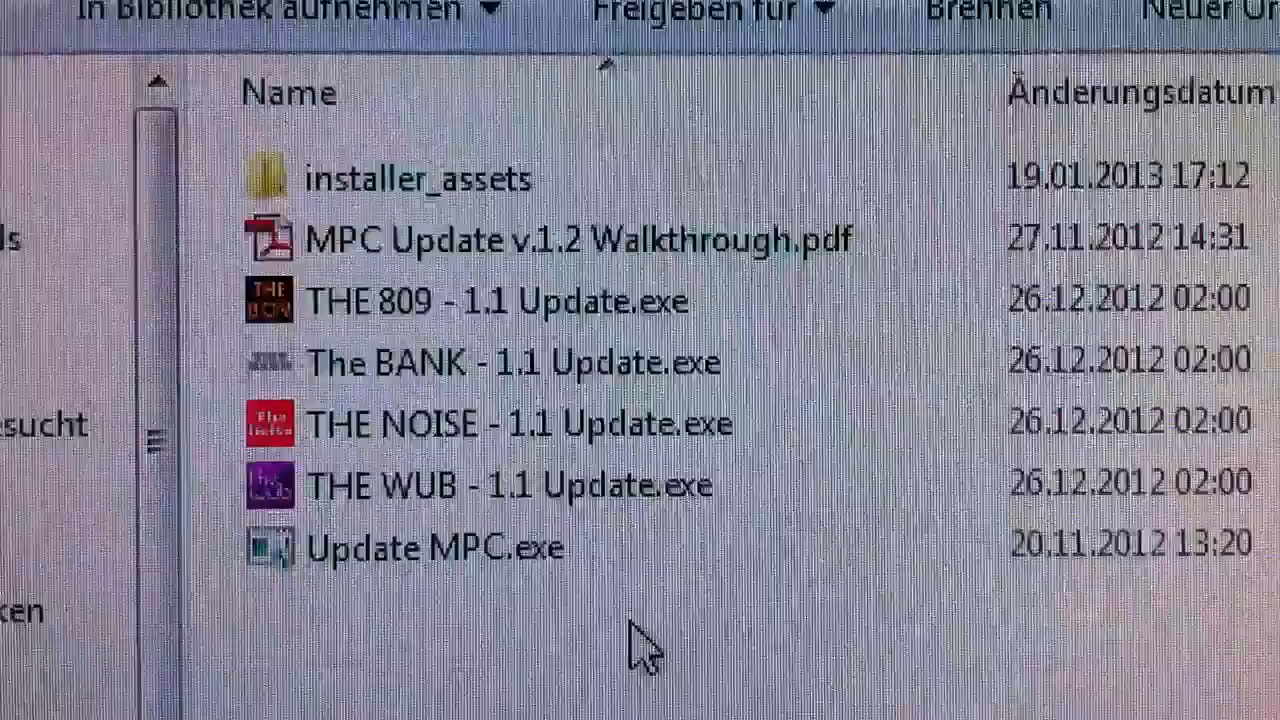 In Bibliothek aufnehmen Freigeben für Brennen Neuer Or
Name Änderungsdatum
installer_assets 19.01.2013 17:12
MPC Update v.1.2 Walkthrough.pdf 27.11.2012 14:31
THE 809 - 1.1 Update.exe 26.12.2012 02:00
The BANK - 1.1 Update.exe 26.12.2012 02:00
THE NOISE - 1.1 Update.exe 26.12.2012 02:00
THE WUB - 1.1 Update.exe 26.12.2012 02:00
Update MPC.exe 20.11.2012 13:20
ls
sucht
ken